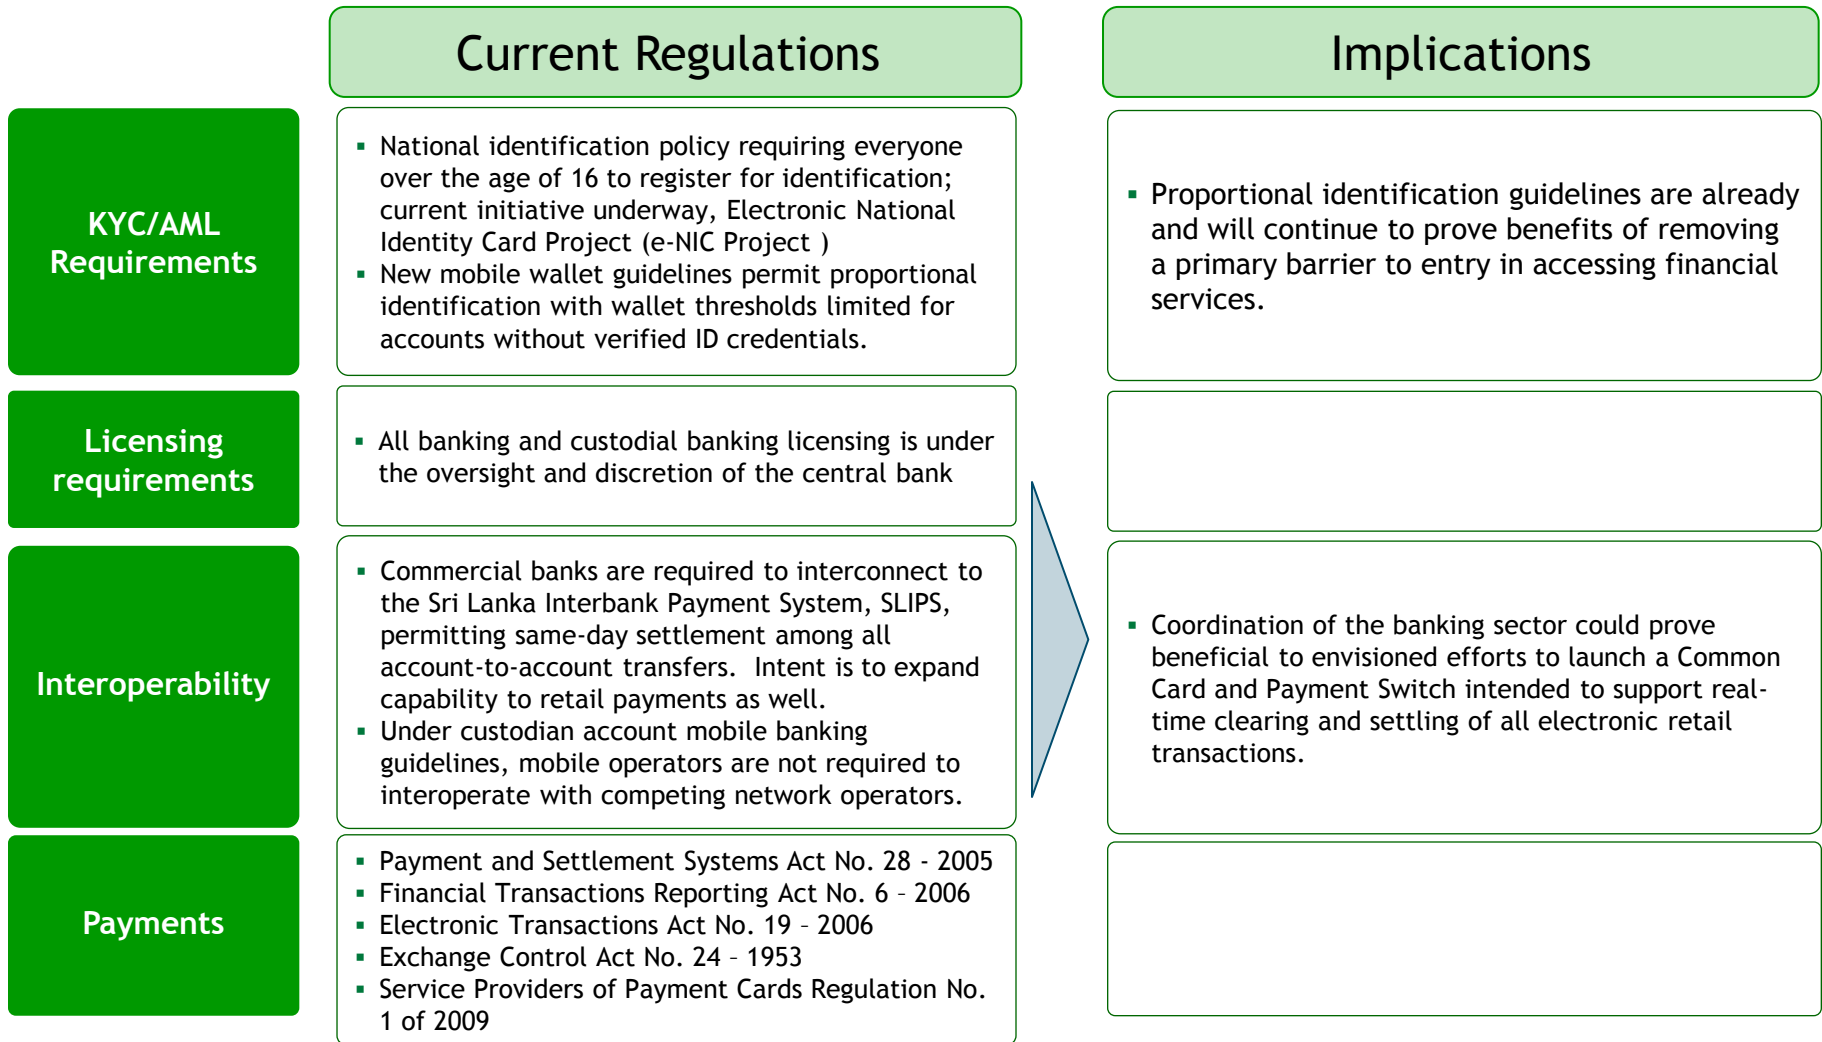 Current Regulations
Implications
KYC/AML
Requirements
▪ National identification policy requiring everyone
over the age of 16 to register for identification;
current initiative underway, Electronic National
Identity Card Project (e-NIC Project )
▪ New mobile wallet guidelines permit proportional
identification with wallet thresholds limited for
accounts without verified ID credentials.
▪ Proportional identification guidelines are already
and will continue to prove benefits of removing
a primary barrier to entry in accessing financial
services.
Licensing
requirements
▪ All banking and custodial banking licensing is under
the oversight and discretion of the central bank
Interoperability
▪ Commercial banks are required to interconnect to
the Sri Lanka Interbank Payment System, SLIPS,
permitting same-day settlement among all
account-to-account transfers.  Intent is to expand
capability to retail payments as well.
▪ Under custodian account mobile banking
guidelines, mobile operators are not required to
interoperate with competing network operators.
▪ Coordination of the banking sector could prove
beneficial to envisioned efforts to launch a Common
Card and Payment Switch intended to support real-
time clearing and settling of all electronic retail
transactions.
Payments
▪ Payment and Settlement Systems Act No. 28 - 2005
▪ Financial Transactions Reporting Act No. 6 – 2006
▪ Electronic Transactions Act No. 19 – 2006
▪ Exchange Control Act No. 24 – 1953
▪ Service Providers of Payment Cards Regulation No.
1 of 2009